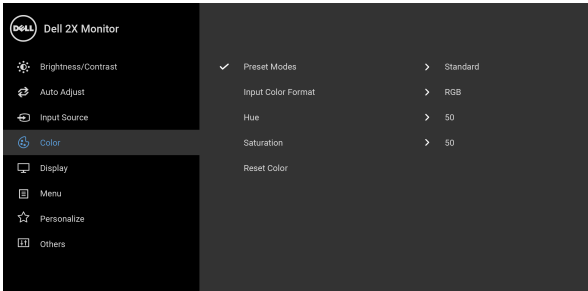 DELL Dell 2X Monitor
Brightness/Contrast
Auto Adjust
Input Source
Color
Display
Menu
Personalize
Others
Preset Modes Standard
Input Color Format RGB
Hue 50
Saturation 50
Reset Color